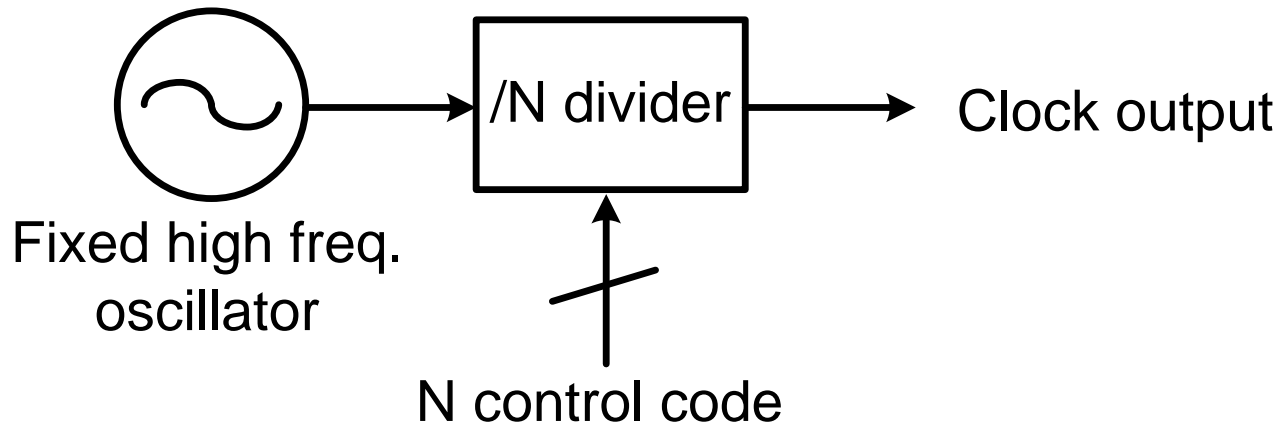 /N divider
Clock output
Fixed high freq.
oscillator
N control code